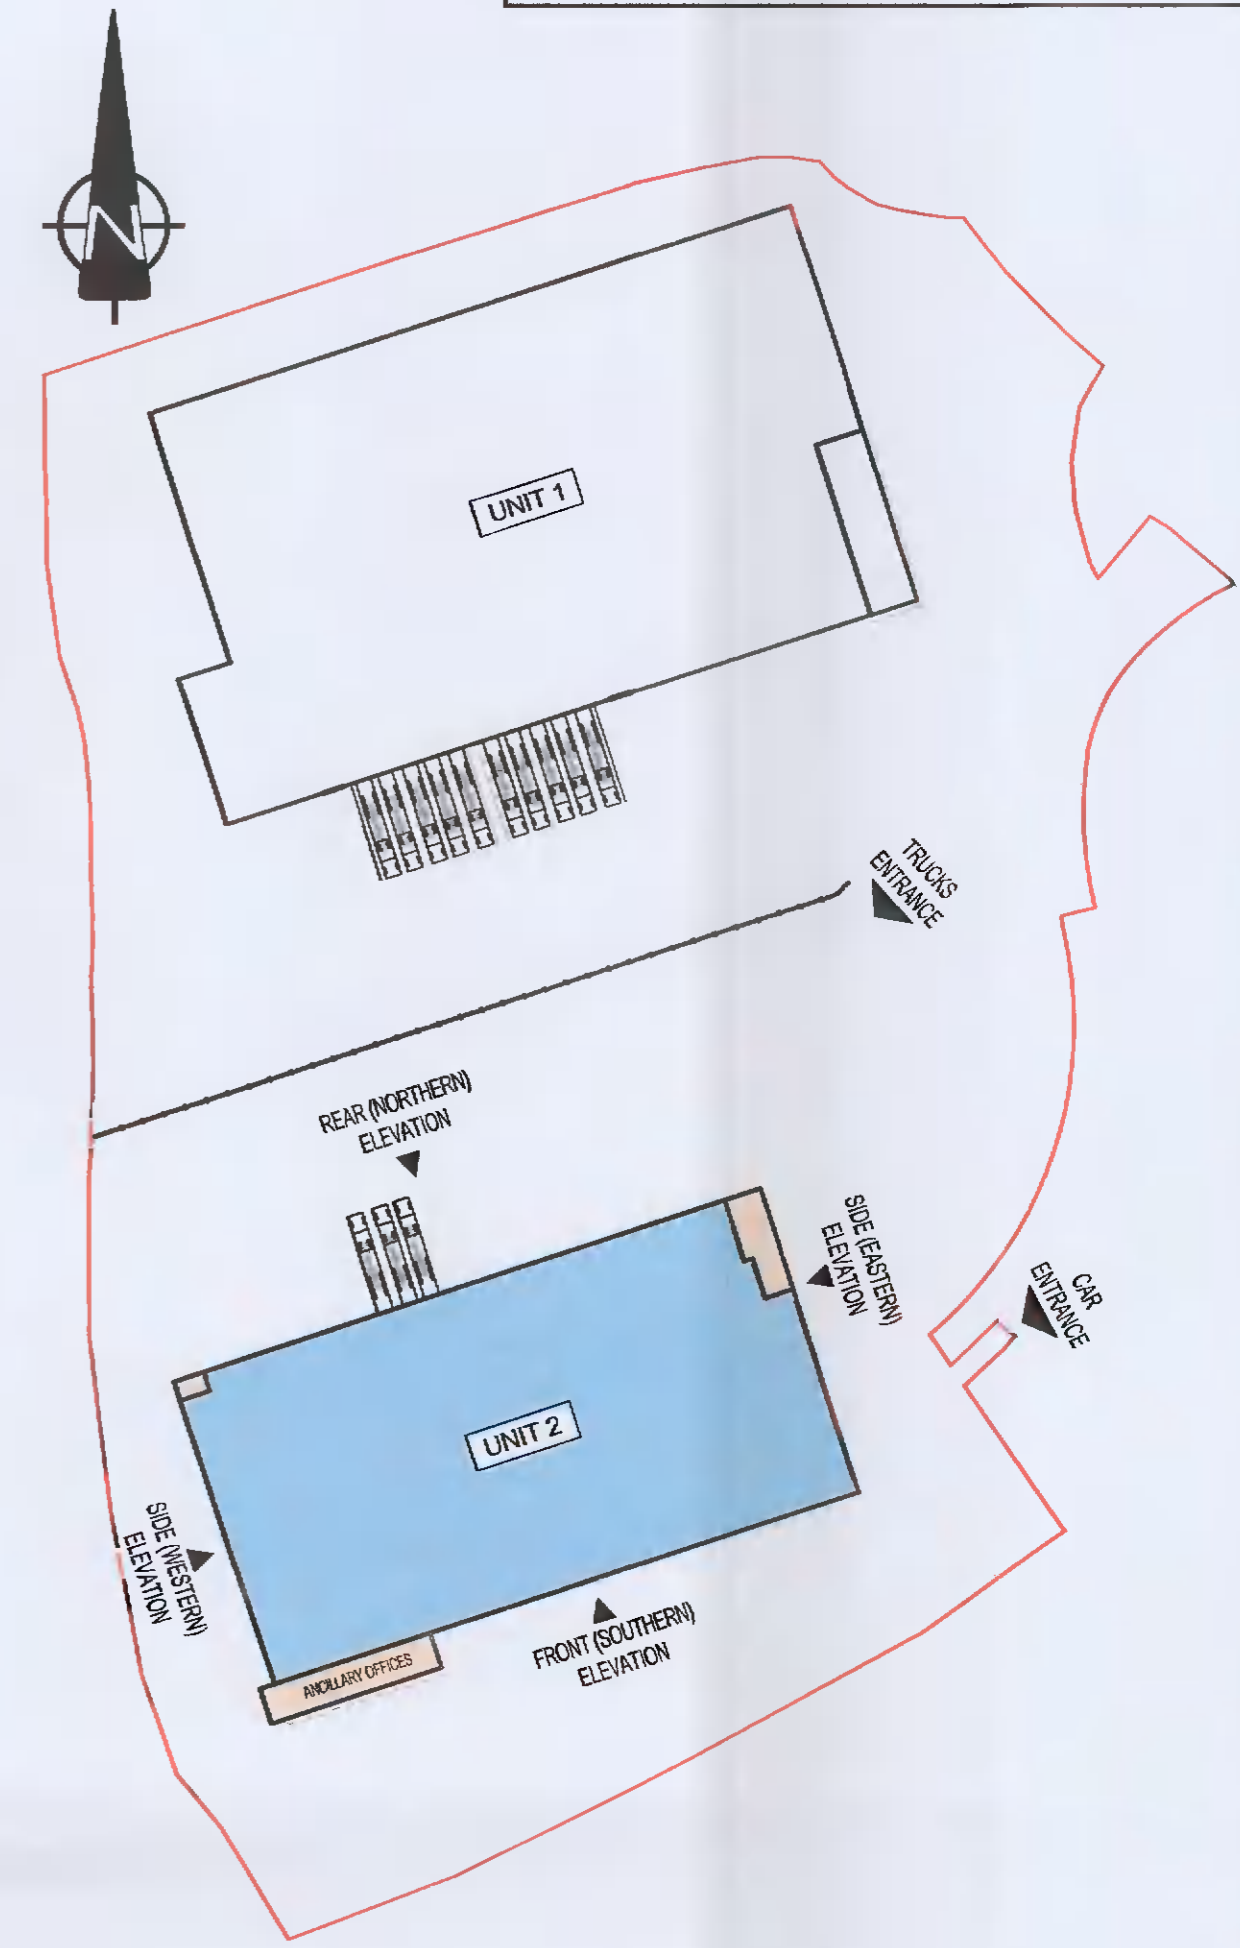 N
UNIT 1
TRUCKS
ENTRANCE
REAR (NORTHERN)
ELEVATION
SIDE (EASTERN)
ELEVATION
CAR
ENTRANCE
UNIT 2
SIDE (WESTERN)
ELEVATION
FRONT (SOUTHERN)
ELEVATION
ANCILLARY OFFICES